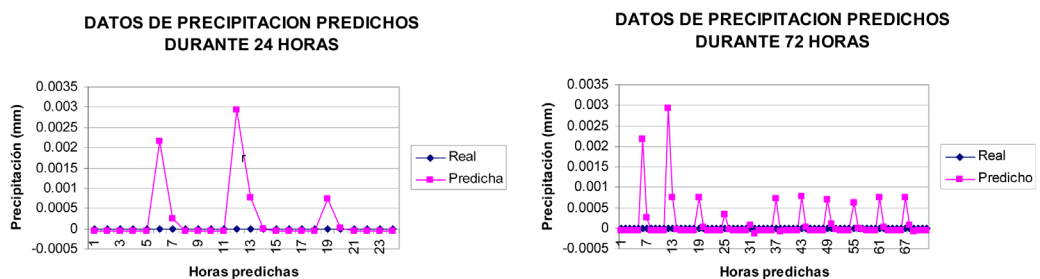 DATOS DE PRECIPITACION PREDICHOS
DURANTE 24 HORAS
Precipitación (mm)
0.0035
0.003
0.0025
0.002
0.0015
0.001
0.0005
0
-0.0005
1 3 5 7 9 11 13 15 17 19 21 23
Horas predichas
r
Real
Predicha
DATOS DE PRECIPITACION PREDICHOS
DURANTE 72 HORAS
Precipitación (mm)
0.0035
0.003
0.0025
0.002
0.0015
0.001
0.0005
0
-0.0005
1 7 13 19 25 31 37 43 49 55 61 67
Horas predichas
Real
Predicho